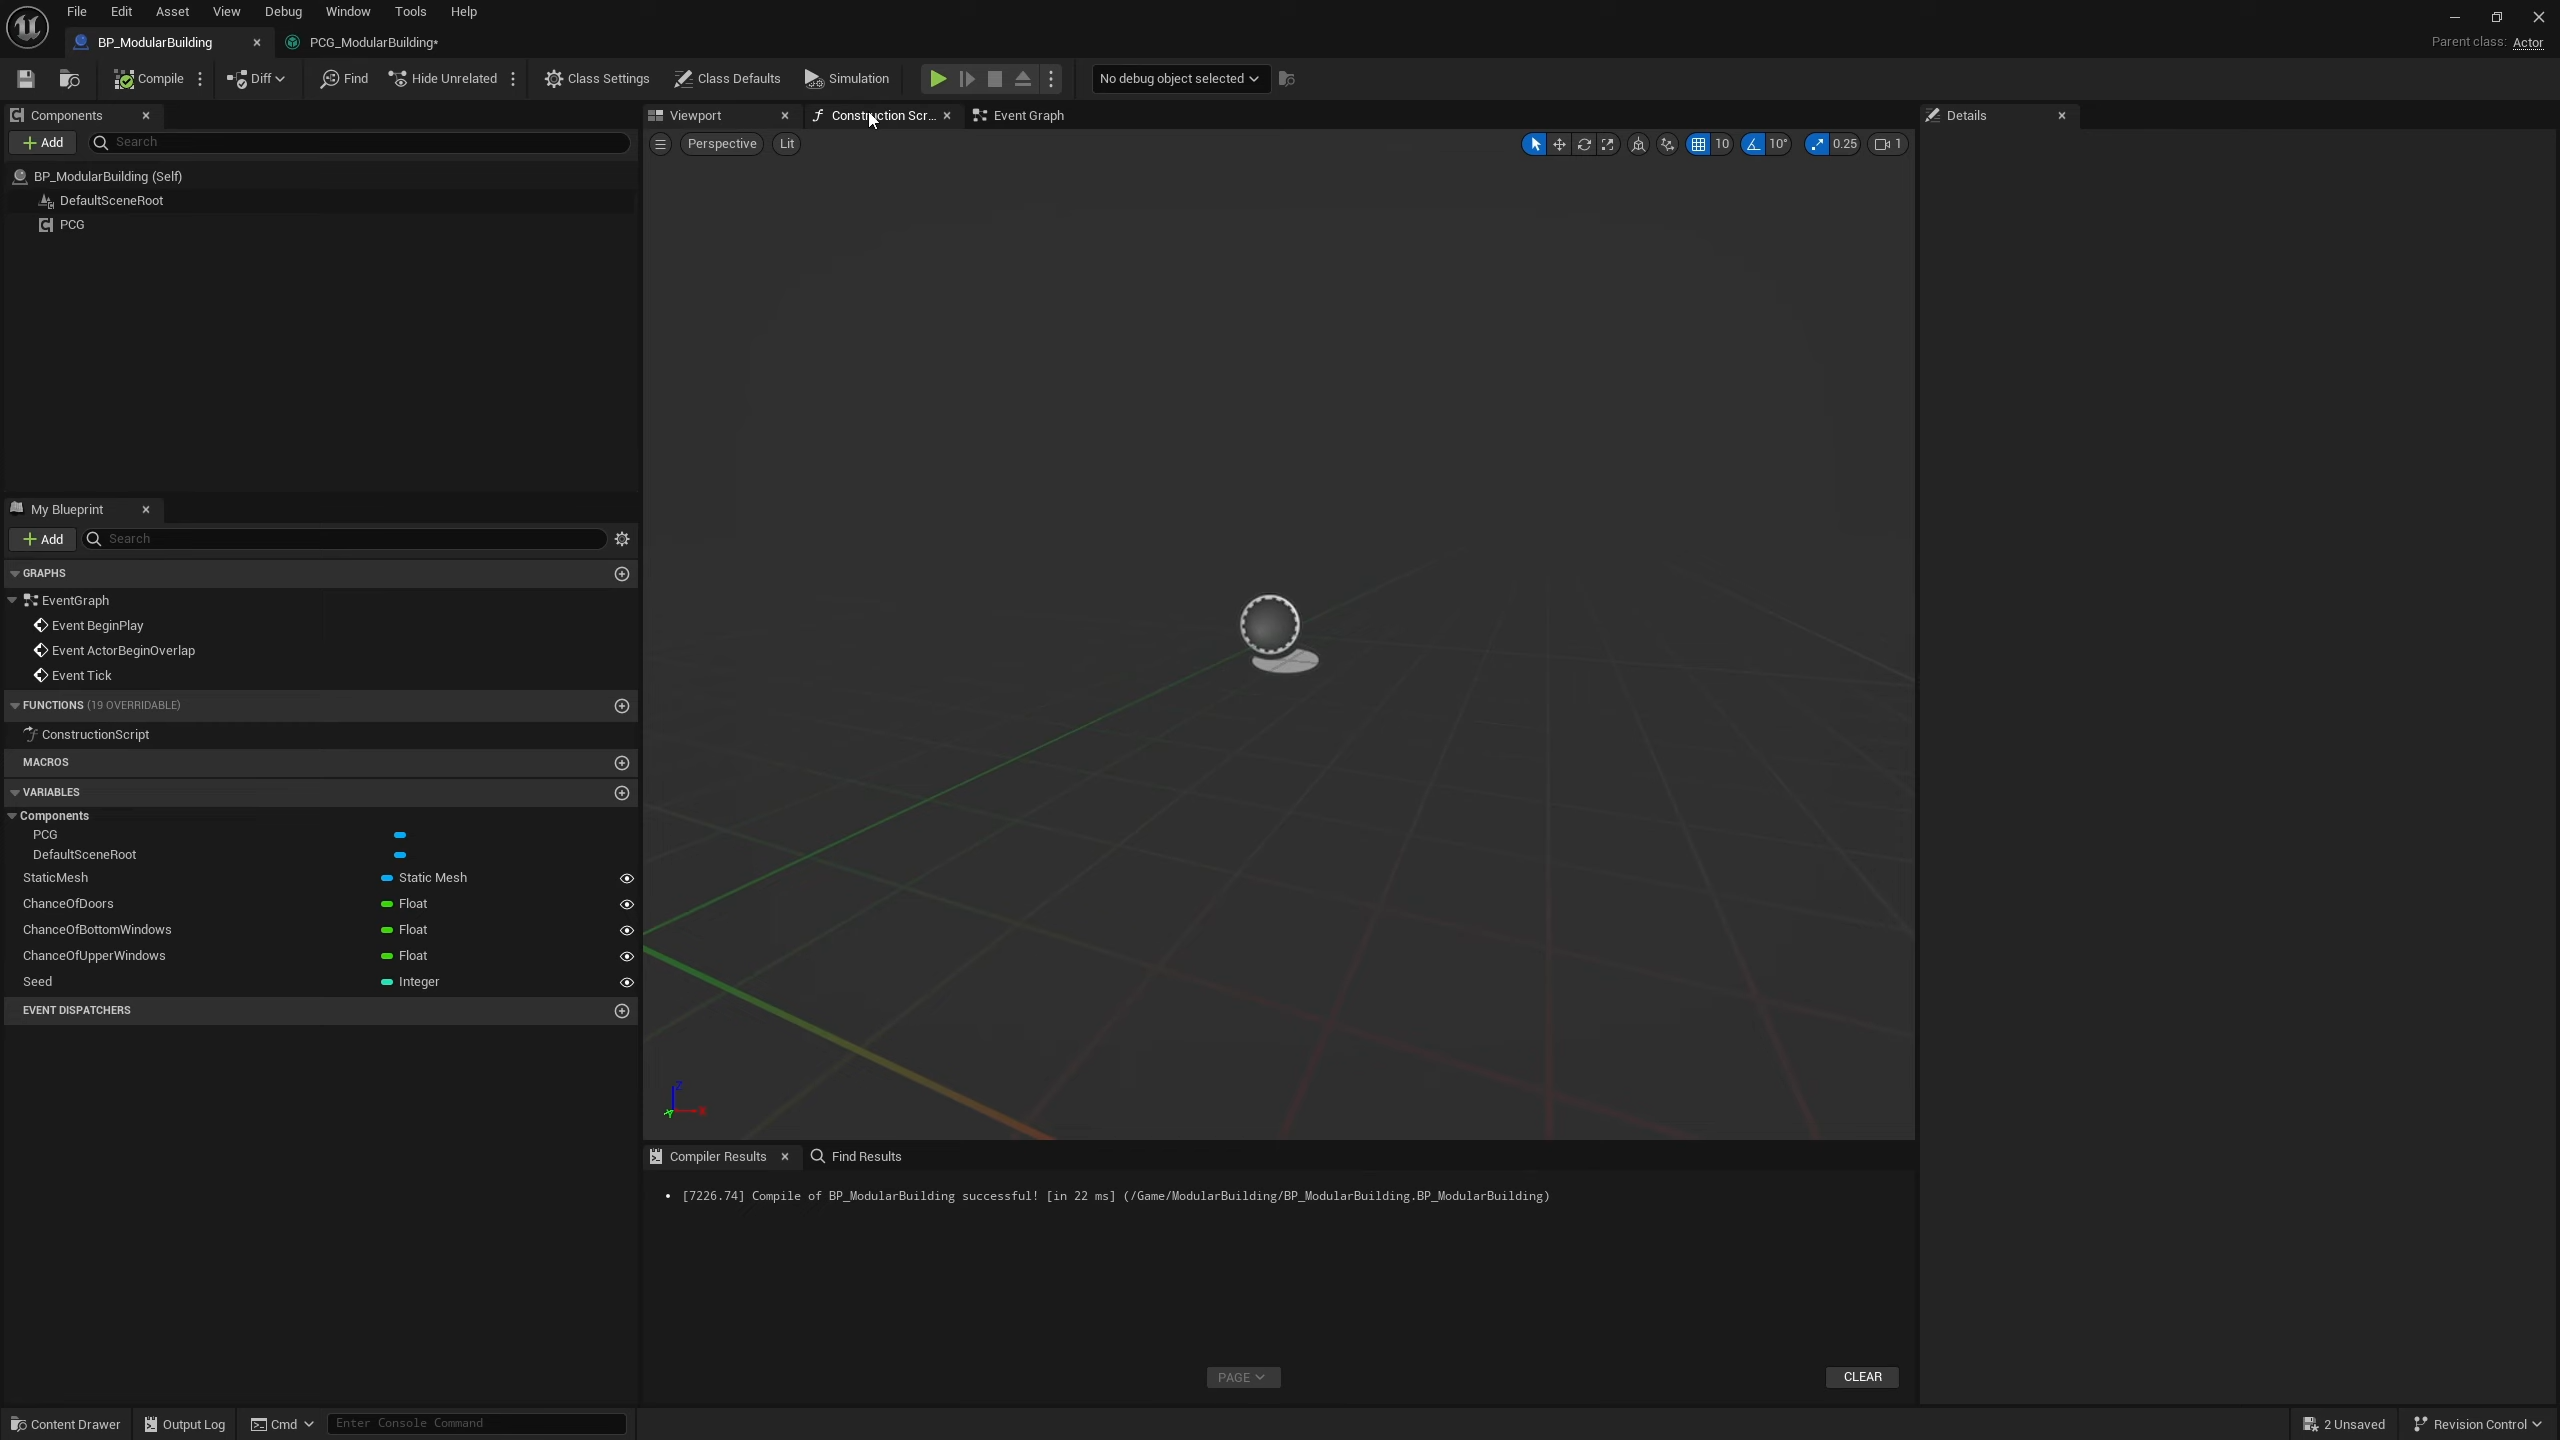 File Edit Asset View Debug Window Tools Help
BP_ModularBuilding PCG_ModularBuilding*
Parent class: Actor
Compile Diff Find Hide Unrelated Class Settings Class Defaults Simulation No debug object selected
Components
Add Search
BP_ModularBuilding (Self)
DefaultSceneRoot
PCG
My Blueprint
Add Search
GRAPHS
EventGraph
Event BeginPlay
Event ActorBeginOverlap
Event Tick
FUNCTIONS (19 OVERRIDABLE)
ConstructionScript
MACROS
VARIABLES
Components
PCG
DefaultSceneRoot
StaticMesh Static Mesh
ChanceOfDoors Float
ChanceOfBottomWindows Float
ChanceOfUpperWindows Float
Seed Integer
EVENT DISPATCHERS
Viewport Construction Scr... Event Graph
Perspective Lit 10 10° 0.25 1
Z
X
Y
Compiler Results Find Results
• [7226.74] Compile of BP_ModularBuilding successful! [in 22 ms] (/Game/ModularBuilding/BP_ModularBuilding.BP_ModularBuilding)
PAGE CLEAR
Details
Content Drawer Output Log Cmd Enter Console Command 2 Unsaved Revision Control